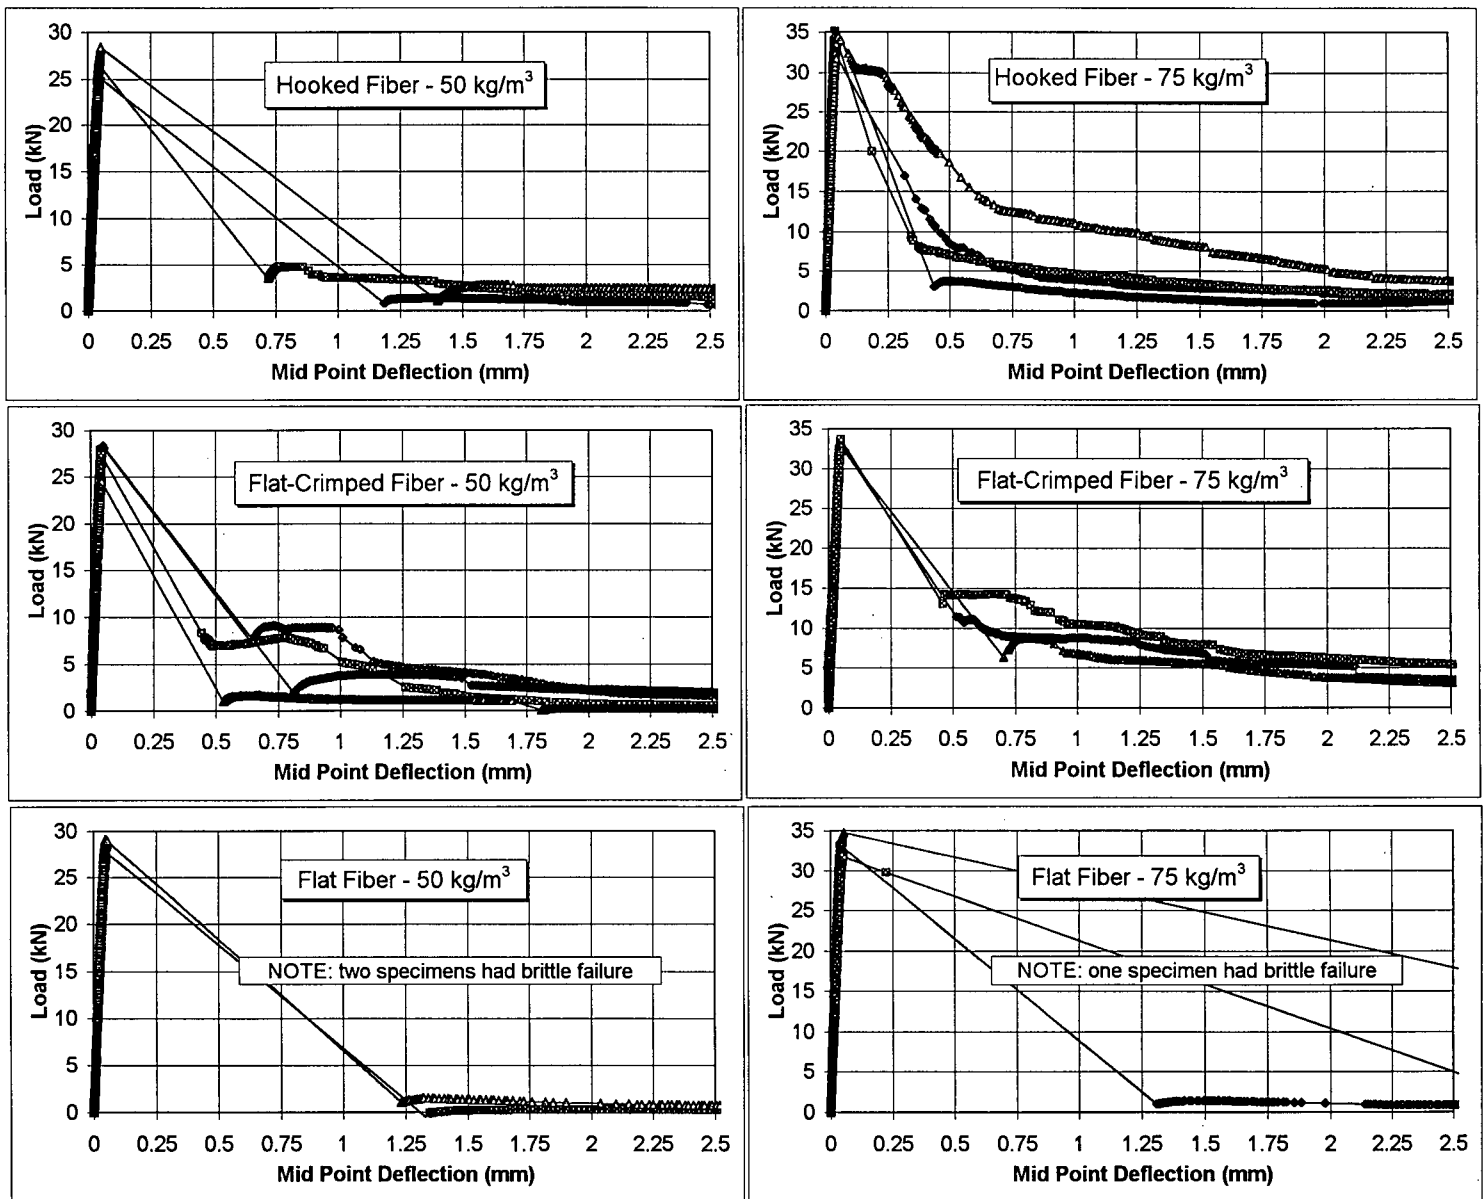 Hooked Fiber - 50 kg/m³
30
25
20
15
10
5
0
Load (kN)
0 0.25 0.5 0.75 1 1.25 1.5 1.75 2 2.25 2.5
Mid Point Deflection (mm)
Hooked Fiber - 75 kg/m³
35
30
25
20
15
10
5
0
Load (kN)
0 0.25 0.5 0.75 1 1.25 1.5 1.75 2 2.25 2.5
Mid Point Deflection (mm)
Flat-Crimped Fiber - 50 kg/m³
30
25
20
15
10
5
0
Load (kN)
0 0.25 0.5 0.75 1 1.25 1.5 1.75 2 2.25 2.5
Mid Point Deflection (mm)
Flat-Crimped Fiber - 75 kg/m³
35
30
25
20
15
10
5
0
Load (kN)
0 0.25 0.5 0.75 1 1.25 1.5 1.75 2 2.25 2.5
Mid Point Deflection (mm)
Flat Fiber - 50 kg/m³
NOTE: two specimens had brittle failure
30
25
20
15
10
5
0
Load (kN)
0 0.25 0.5 0.75 1 1.25 1.5 1.75 2 2.25 2.5
Mid Point Deflection (mm)
Flat Fiber - 75 kg/m³
NOTE: one specimen had brittle failure
35
30
25
20
15
10
5
0
Load (kN)
0 0.25 0.5 0.75 1 1.25 1.5 1.75 2 2.25 2.5
Mid Point Deflection (mm)